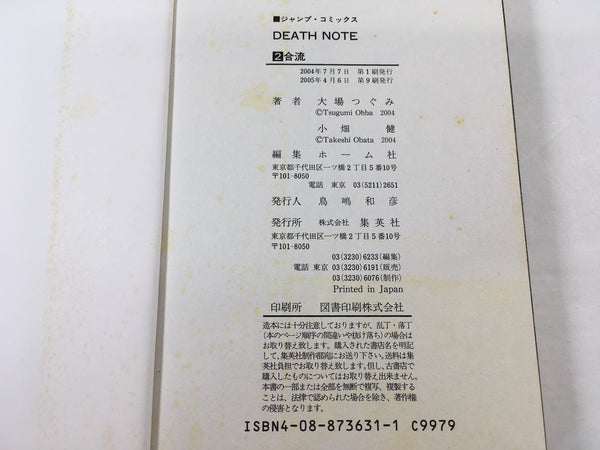 ■ジャンプ・コミックス
DEATH NOTE
2合流
2004年7月7日 第1刷発行
2005年4月6日 第9刷発行
著者 大場つぐみ
©Tsugumi Ohba 2004
小畑 健
©Takeshi Obata 2004
編集 ホーム社
東京都千代田区一ツ橋2丁目5番10号
〒101-8050
電話 東京 03(5211)2651
発行人 鳥嶋和彦
発行所 株式会社 集英社
東京都千代田区一ツ橋2丁目5番10号
〒101-8050
03(3230)6233(編集)
電話 東京 03(3230)6191(販売)
03(3230)6076(制作)
Printed in Japan
印刷所 図書印刷株式会社
造本には十分注意しておりますが、乱丁・落丁
(本のページ順序の間違いや抜け落ち)の場合は
お取り替え致します。購入された書店名を明記
して、集英社制作部宛にお送り下さい。送料は集
英社負担でお取り替え致します。但し、古書店で
購入したものについてはお取り替え出来ません。
本書の一部または全部を無断で複写、複製する
ことは、法律で認められた場合を除き、著作権
の侵害となります。
ISBN4-08-873631-1 C9979